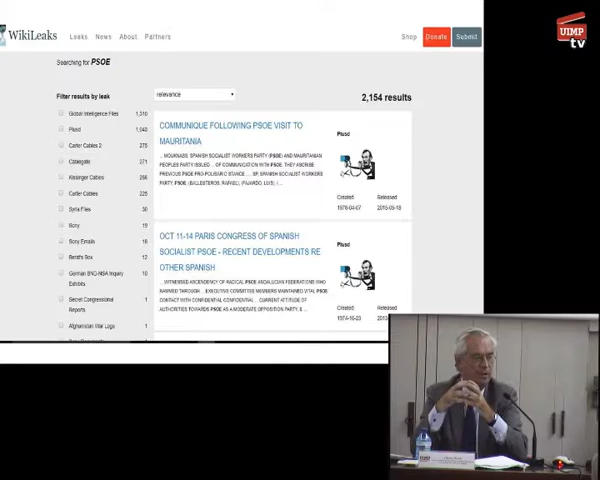 WikiLeaks
Leaks News About Partners
Shop Donate Submit
UIMP
tv
Searching for PSOE
Filter results by leak
relevance
2,154 results
Global Intelligence Files 1,310
Plusd 1,040
Carter Cables 2 275
Cablegate 271
Kissinger Cables 256
Carter Cables 225
Syria Files 30
Sony 19
Sony Emails 16
Berat's Box 12
German BND-NSA Inquiry 10
Exhibits
Secret Congressional 1
Reports
Afghanistan War Logs 1
COMMUNIQUE FOLLOWING PSOE VISIT TO
MAURITANIA
... MOUKNASS, SPANISH SOCIALIST WORKERS PARTY (PSOE) AND MAURITANIAN
PEOPLES PARTY ISSUED ... OF COMMUNICATION WITH PSOE. THEY ASCRIBE
PREVIOUS PSOE PRO-POLISARIO STANCE ... SP, SPANISH SOCIALIST WORKERS
PARTY, PSOE, (BALLESTEROS, RAFAEL), (FAJARDO, LUIS), ( ...
Plusd
Created Released
1978-04-07
OCT 11-14 PARIS CONGRESS OF SPANISH
SOCIALIST PSOE - RECENT DEVELOPMENTS RE
OTHER SPANISH
... WITNESSED ASCENDENCY OF RADICAL PSOE ANDALUCIAN FEDERATIONS WHO
RAMMED THROUGH ... EXECUTIVE COMMITTEE MEMBERS MAINTAINED VITAL PSOE
CONTACT WITH CONFIDENTIAL CONFIDENTIAL ... CURRENT ATTITUDE OF
AUTHORITIES TOWARDS PSOE AS A MODERATE OPPOSITION PARTY, E ...
Plusd
Created Released
1974-10-23